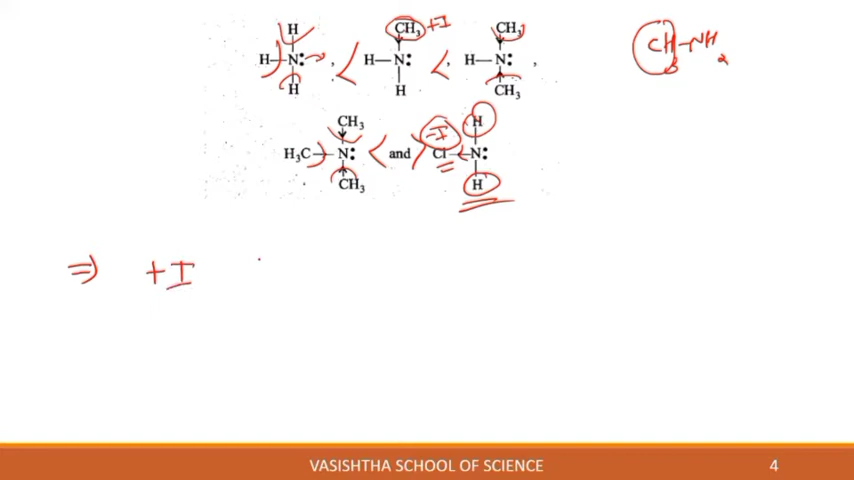 H CH₃ +I CH₃
H—N: , < H—N: < , H—N: ,
H H CH₃
CH₃—NH₂
CH₃ -I H
H₃C—N: < and > Cl—N:
CH₃ H
⇒ +I
VASISHTHA SCHOOL OF SCIENCE 4